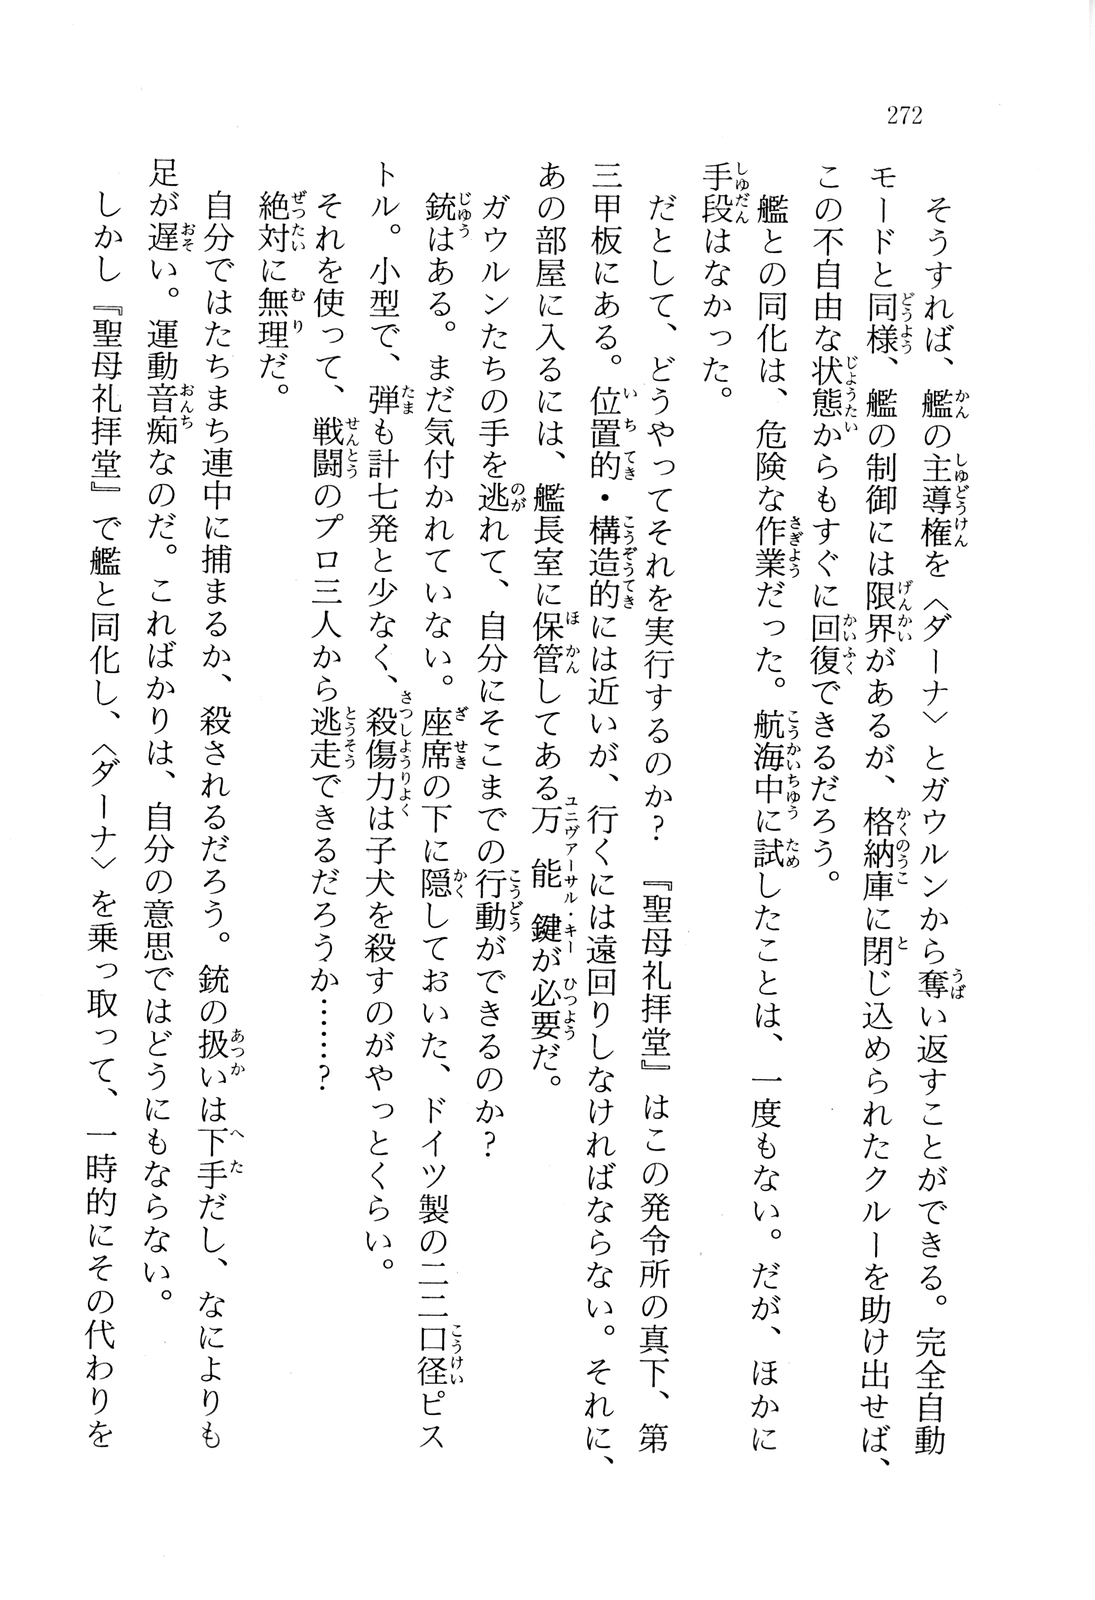 272
そうすれば、艦の主導権を〈ダーナ〉とガウルンから奪い返すことができる。完全自動
モードと同様、艦の制御には限界があるが、格納庫に閉じ込められたクルーを助け出せば、
この不自由な状態からもすぐに回復できるだろう。
艦との同化は、危険な作業だった。航海中に試したことは、一度もない。だが、ほかに
手段はなかった。
だとして、どうやってそれを実行するのか？　『聖母礼拝堂』はこの発令所の真下、第
三甲板にある。位置的・構造的には近いが、行くには遠回りしなければならない。それに、
あの部屋に入るには、艦長室に保管してある万能鍵が必要だ。
ガウルンたちの手を逃れて、自分にそこまでの行動ができるのか？
銃はある。まだ気付かれていない。座席の下に隠しておいた、ドイツ製の二二口径ピス
トル。小型で、弾も計七発と少なく、殺傷力は子犬を殺すのがやっとくらい。
それを使って、戦闘のプロ三人から逃走できるだろうか……？
絶対に無理だ。
自分ではたちまち連中に捕まるか、殺されるだろう。銃の扱いは下手だし、なによりも
足が遅い。運動音痴なのだ。こればかりは、自分の意思ではどうにもならない。
しかし『聖母礼拝堂』で艦と同化し、〈ダーナ〉を乗っ取って、一時的にその代わりを